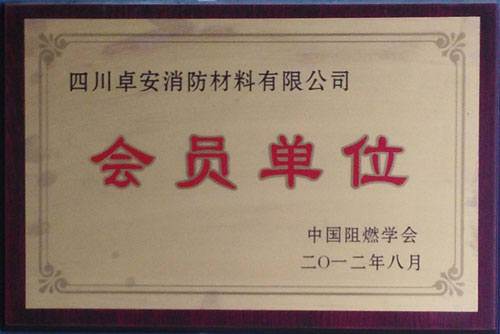 四川卓安消防材料有限公司
会员单位
中国阻燃学会
二〇一二年八月